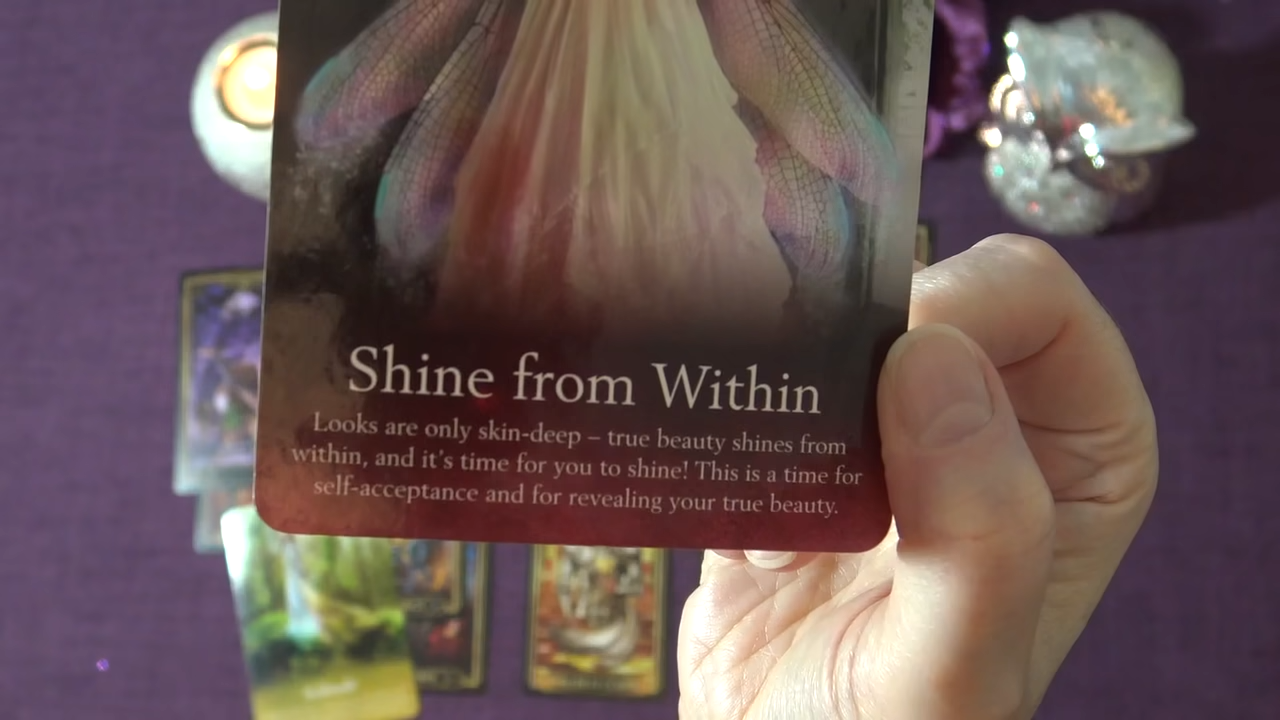 Shine from Within
Looks are only skin-deep – true beauty shines from
within, and it's time for you to shine! This is a time for
self-acceptance and for revealing your true beauty.